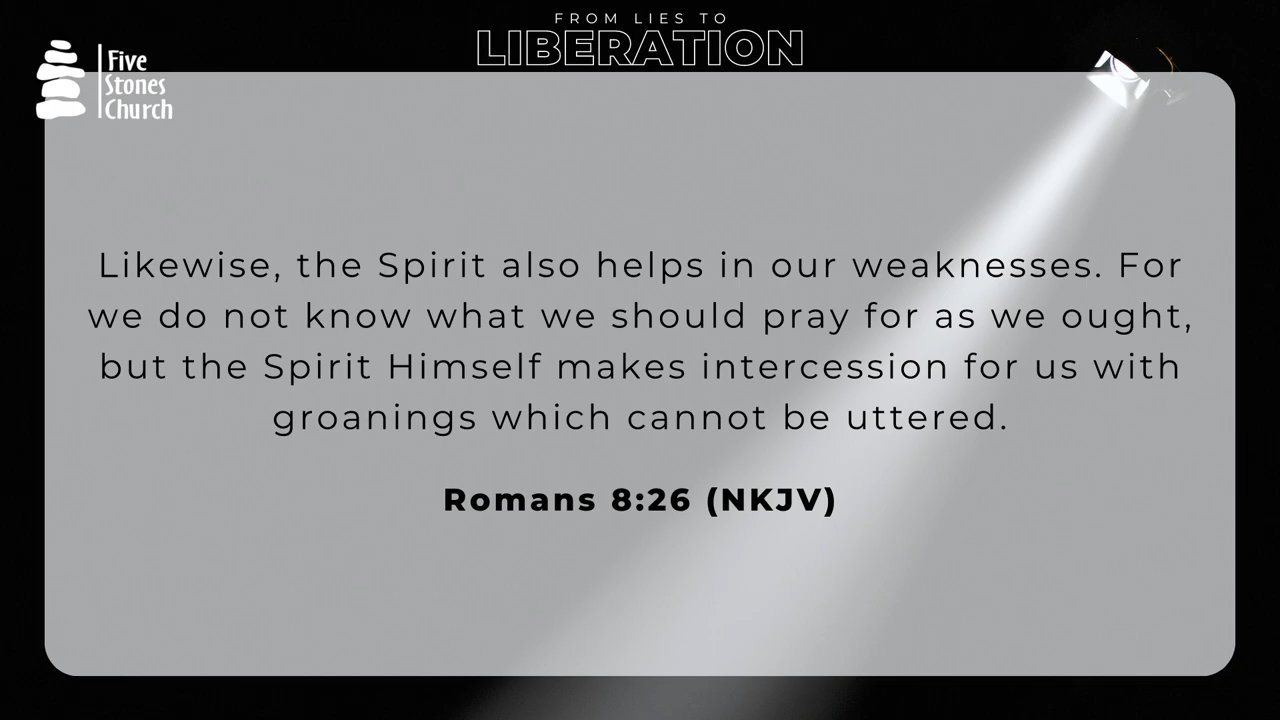 FROM LIES TO
LIBERATION
Five
Stones
Church
Likewise, the Spirit also helps in our weaknesses. For
we do not know what we should pray for as we ought,
but the Spirit Himself makes intercession for us with
groanings which cannot be uttered.
Romans 8:26 (NKJV)